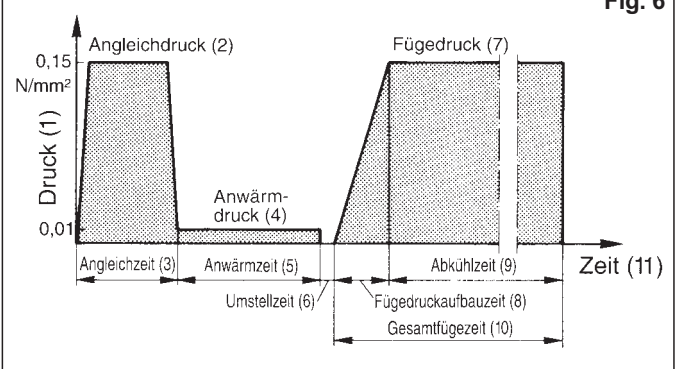 Fig. 6
Angleichdruck (2)
Fügedruck (7)
0,15
N/mm²
Druck (1)
Anwärm-
druck (4)
0,01
Angleichzeit (3)
Anwärmzeit (5)
Abkühlzeit (9)
Zeit (11)
Umstellzeit (6)
Fügedruckaufbauzeit (8)
Gesamtfügezeit (10)